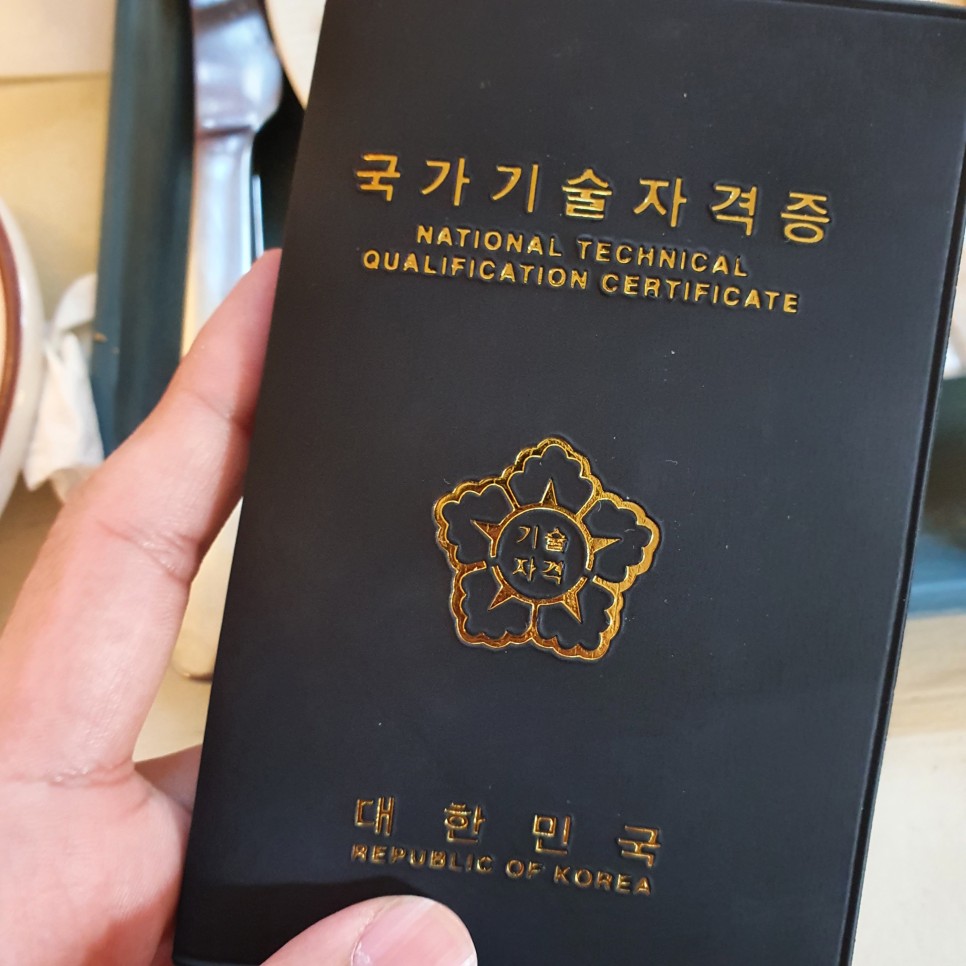 국가기술자격증
NATIONAL TECHNICAL
QUALIFICATION CERTIFICATE
기술
자격
대한민국
REPUBLIC OF KOREA